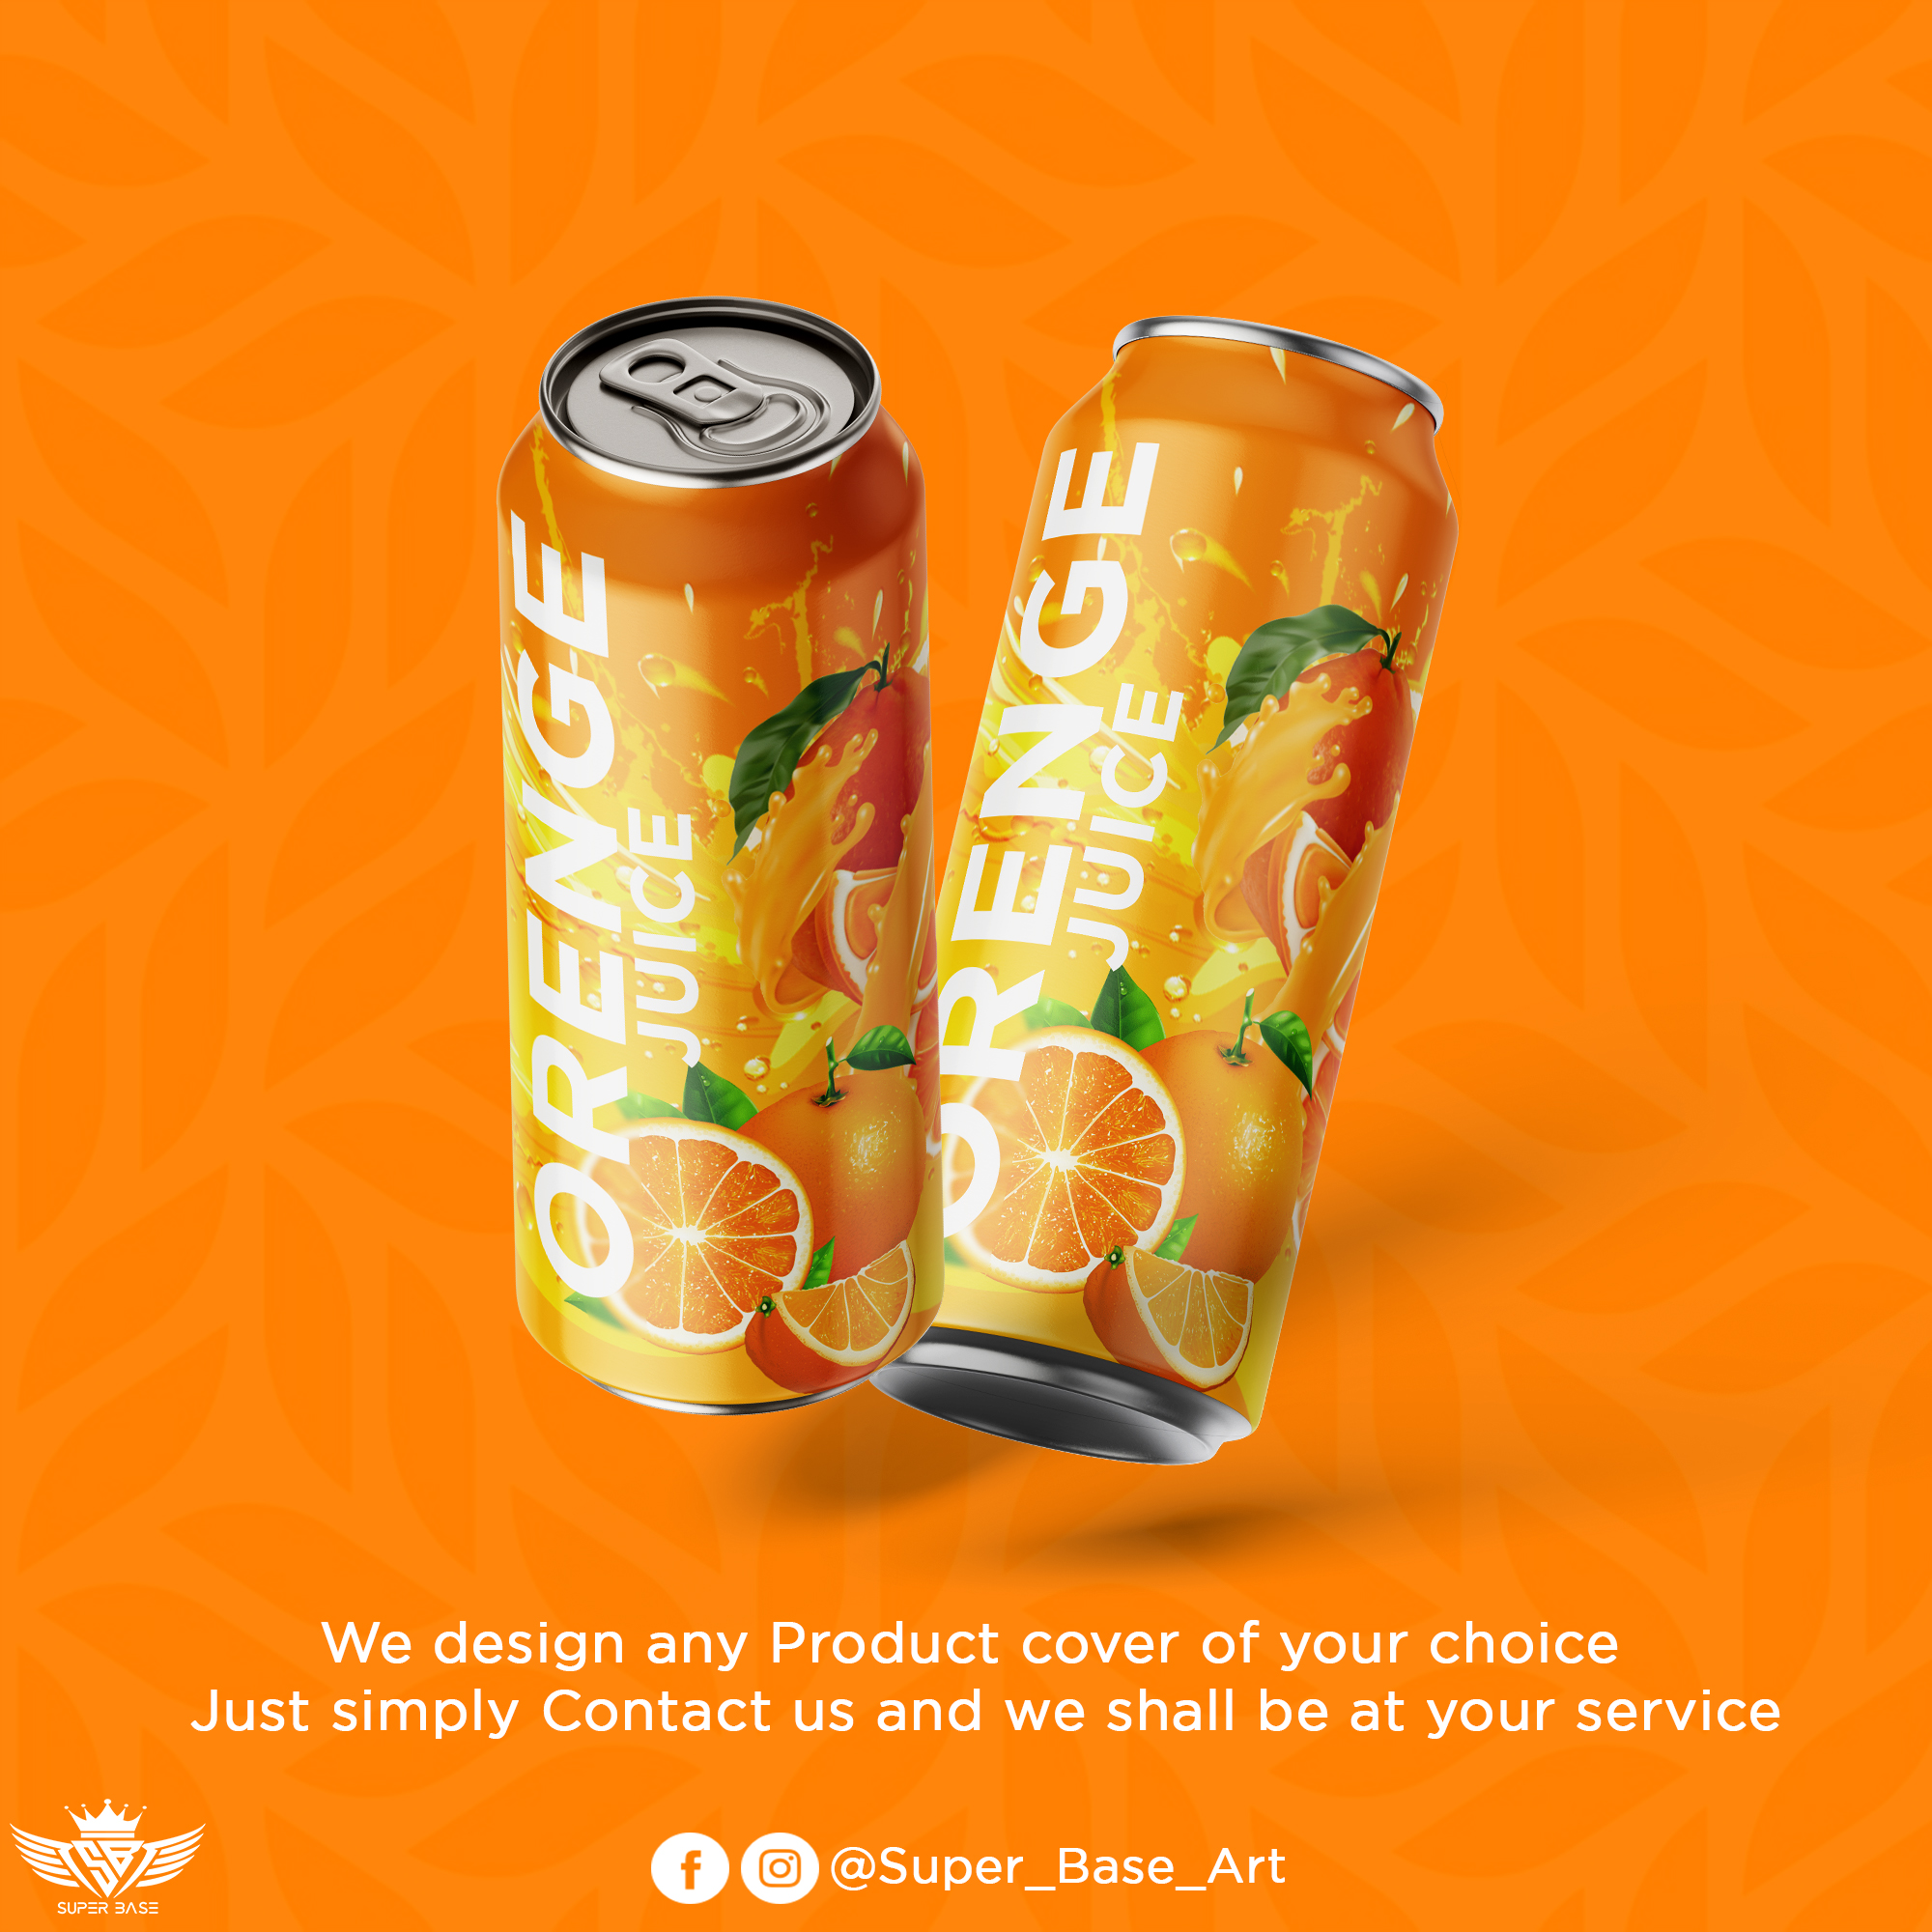 ORENGE
JUICE
ORENGE
JUICE
We design any Product cover of your choice
Just simply Contact us and we shall be at your service
SB
SUPER BASE
@Super_Base_Art